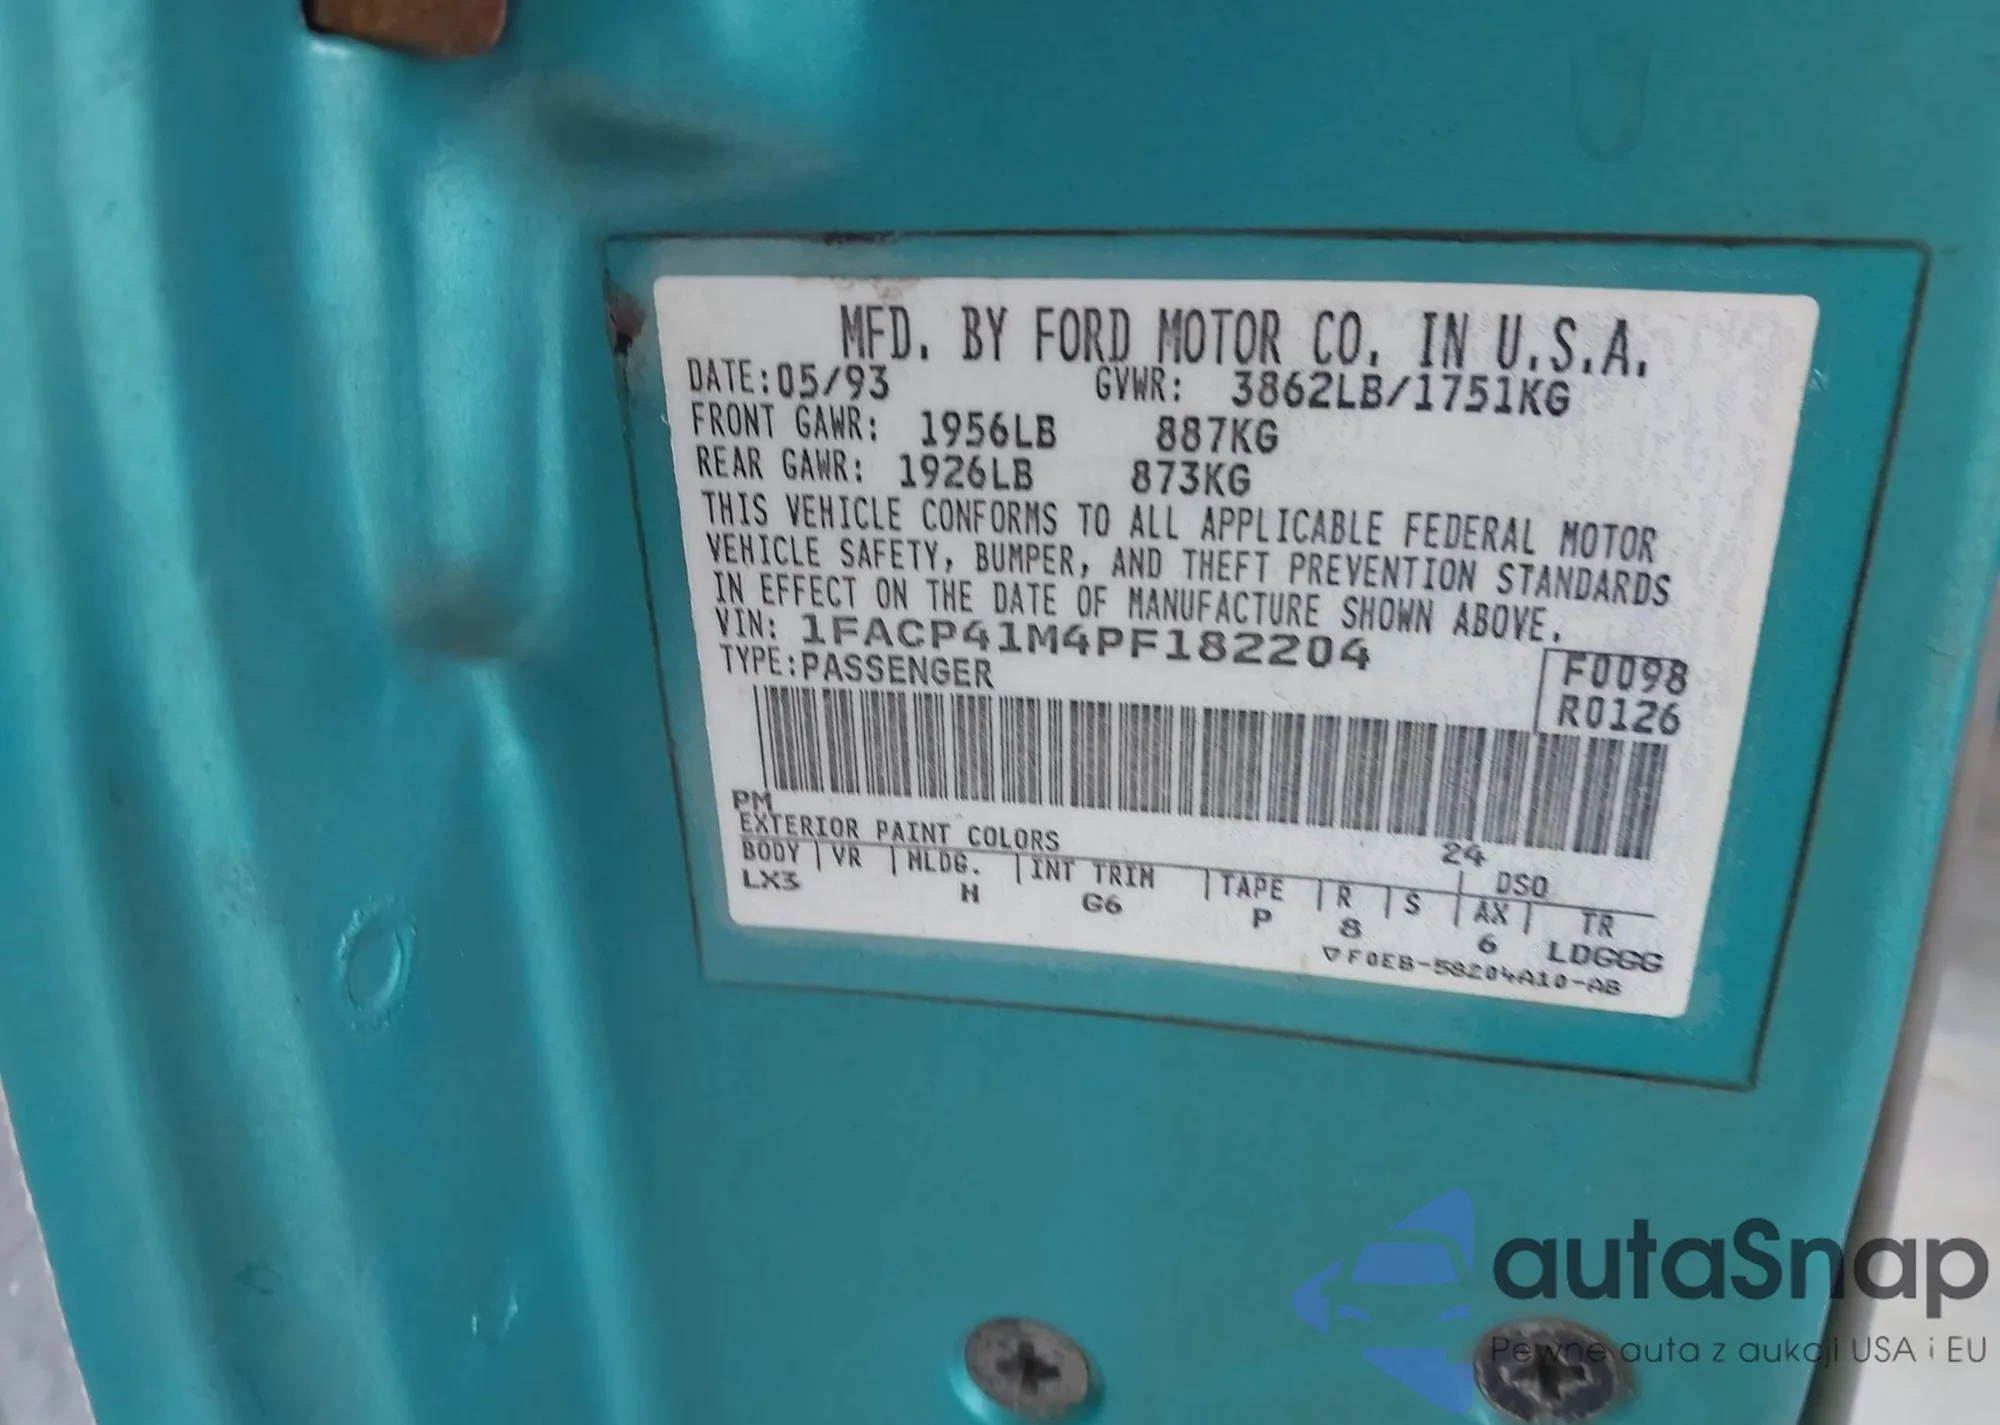 MFD. BY FORD MOTOR CO. IN U.S.A.
DATE:05/93 GVWR: 3862LB/1751KG
FRONT GAWR: 1956LB 887KG
REAR GAWR: 1926LB 873KG
THIS VEHICLE CONFORMS TO ALL APPLICABLE FEDERAL MOTOR
VEHICLE SAFETY, BUMPER, AND THEFT PREVENTION STANDARDS
IN EFFECT ON THE DATE OF MANUFACTURE SHOWN ABOVE.
VIN: 1FACP41M4PF182204
TYPE:PASSENGER
F0098
R0126
PM
EXTERIOR PAINT COLORS 24 DSO
BODY VR MLDG. INT TRIM TAPE R S AX TR
LX3 H G6 P 8 6 LDGGG
▽F0EB-5S204A10-AB
autaSnap
Pewne auta z aukcji USA i EU